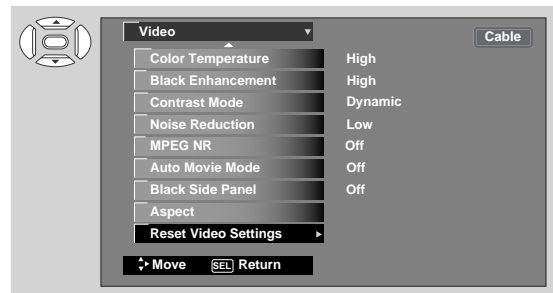 Video
Cable
Color Temperature High
Black Enhancement High
Contrast Mode Dynamic
Noise Reduction Low
MPEG NR Off
Auto Movie Mode Off
Black Side Panel Off
Aspect
Reset Video Settings
Move SEL Return